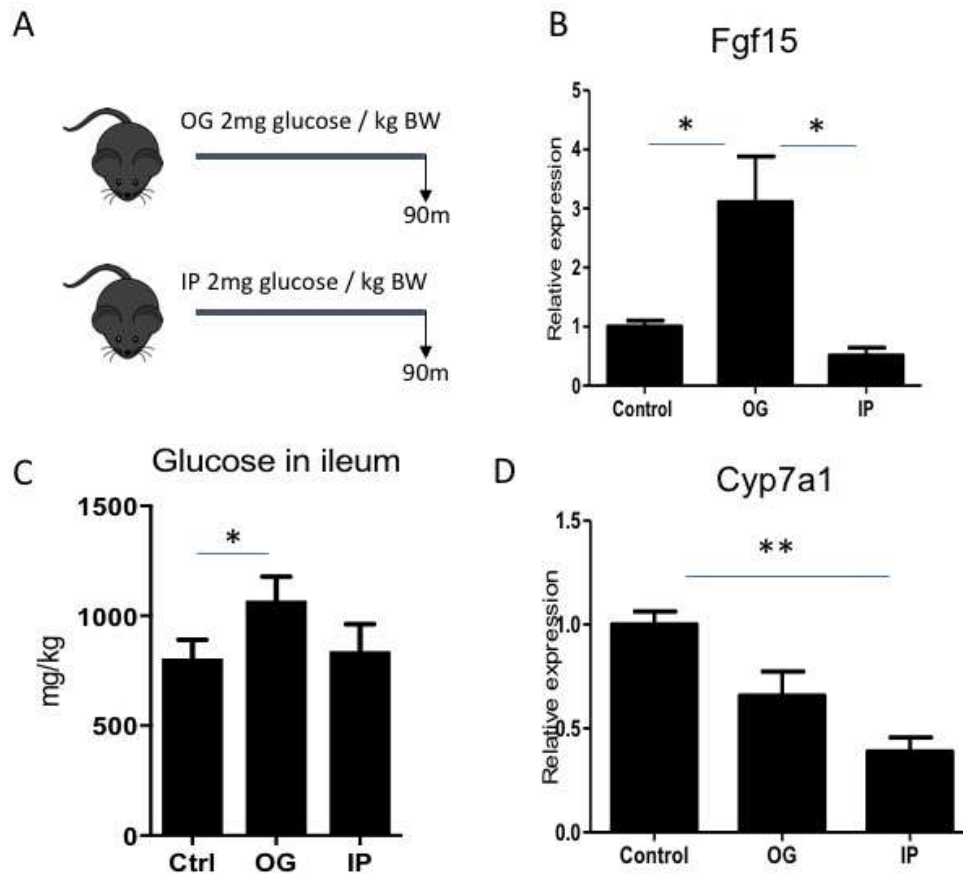 A
OG 2mg glucose / kg BW
90m
IP 2mg glucose / kg BW
90m
B
Fgf15
Relative expression
5
4
3
2
1
0
*
*
Control OG IP
C
Glucose in ileum
mg/kg
1500
1000
500
0
*
Ctrl OG IP
D
Cyp7a1
Relative expression
1.5
1.0
0.5
0.0
**
Control OG IP